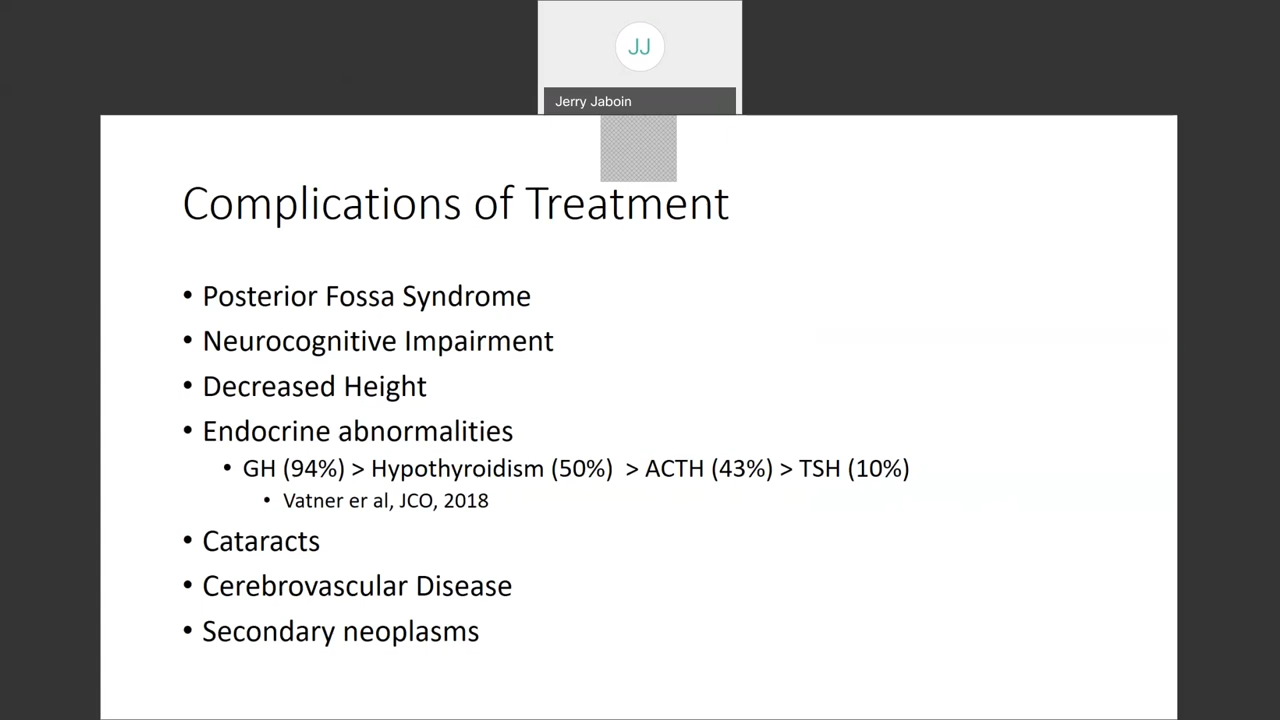 JJ
Jerry Jaboin
Complications of Treatment
• Posterior Fossa Syndrome
• Neurocognitive Impairment
• Decreased Height
• Endocrine abnormalities
• GH (94%) > Hypothyroidism (50%) > ACTH (43%) > TSH (10%)
• Vatner er al, JCO, 2018
• Cataracts
• Cerebrovascular Disease
• Secondary neoplasms